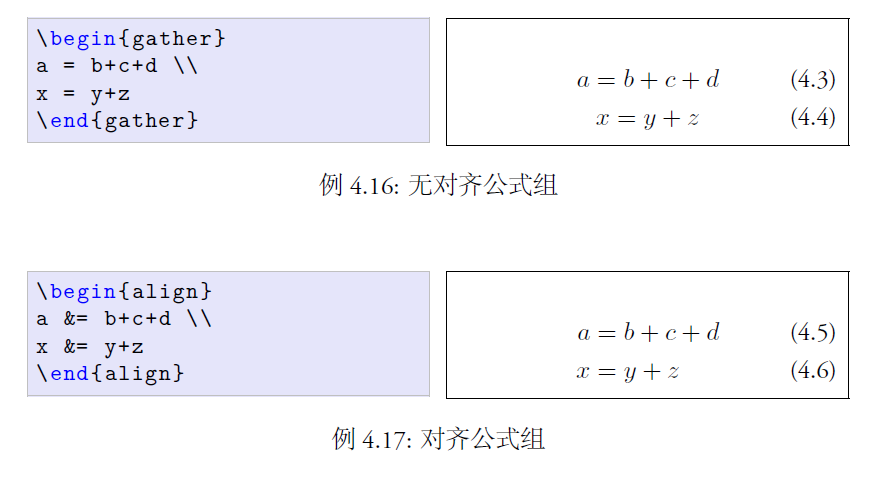 \begin{gather}
a = b+c+d \\
x = y+z
\end{gather}
a = b + c + d (4.3)
x = y + z (4.4)
例 4.16: 无对齐公式组
\begin{align}
a &= b+c+d \\
x &= y+z
\end{align}
a = b + c + d (4.5)
x = y + z (4.6)
例 4.17: 对齐公式组